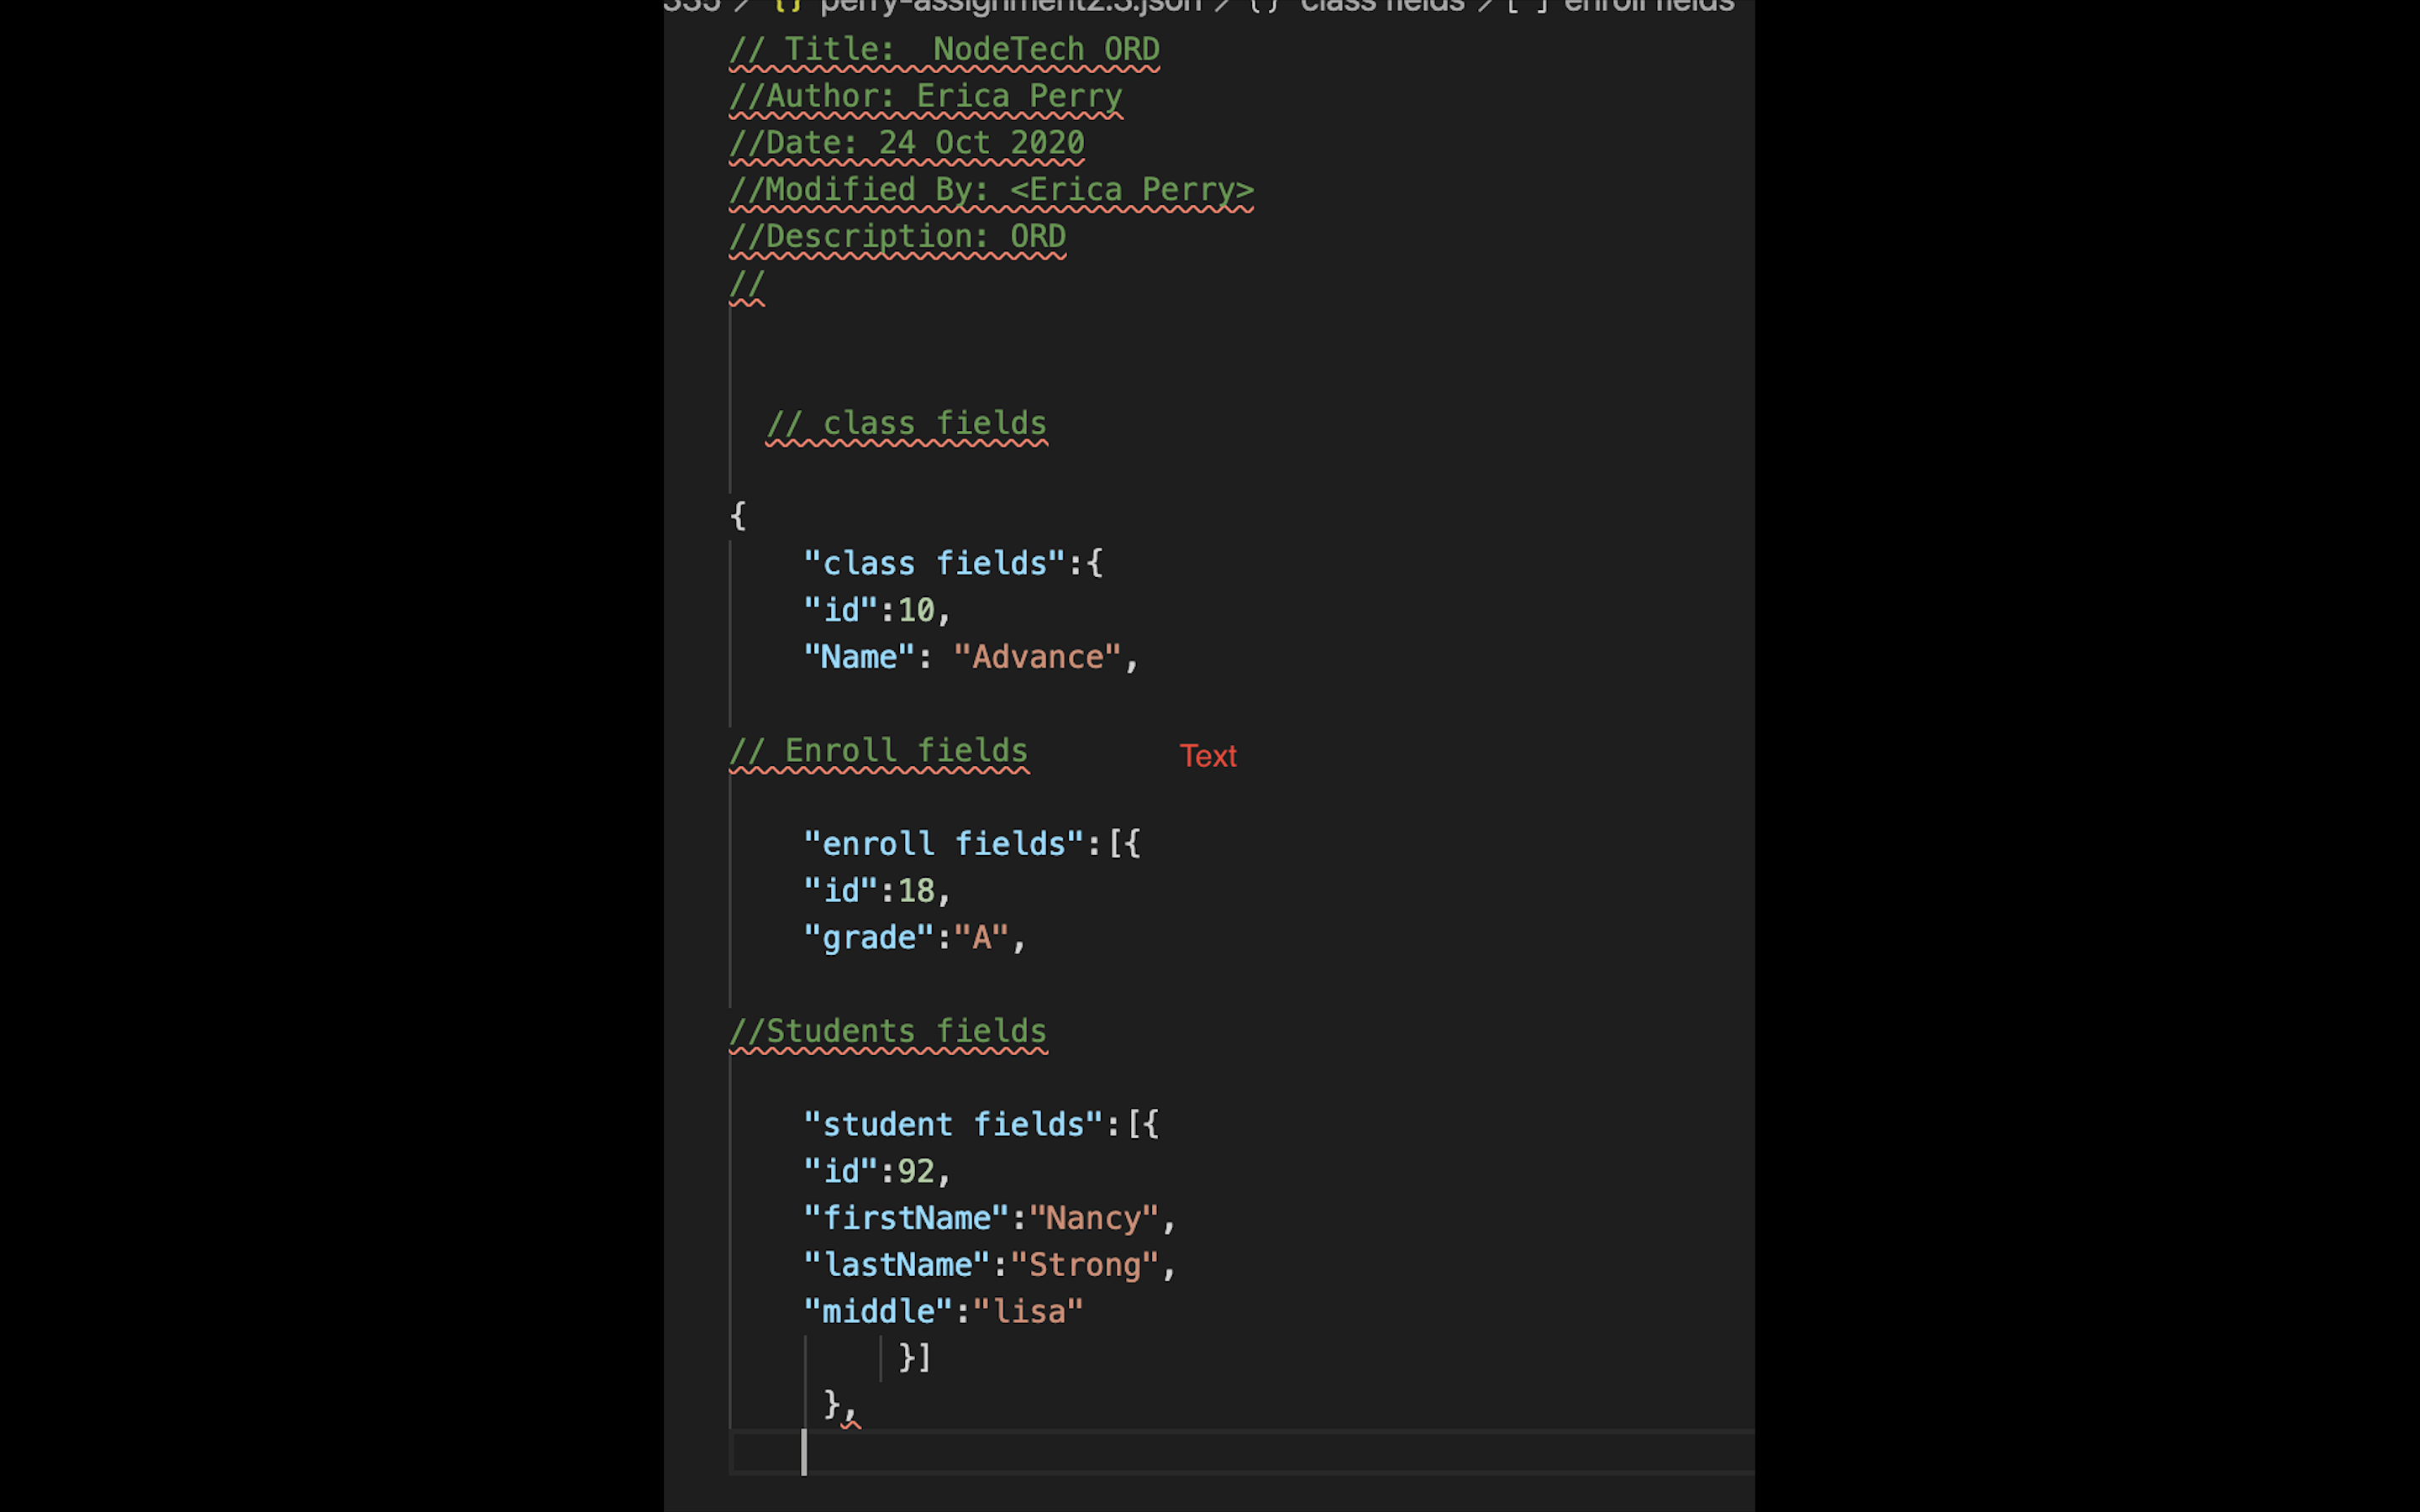 335 > {} perry-assignment2.3.json > {} class fields > [ ] enroll fields
// Title:  NodeTech ORD
//Author: Erica Perry
//Date: 24 Oct 2020
//Modified By: <Erica Perry>
//Description: ORD
//
// class fields
{
"class fields":{
"id":10,
"Name": "Advance",
// Enroll fields Text
"enroll fields":[{
"id":18,
"grade":"A",
//Students fields
"student fields":[{
"id":92,
"firstName":"Nancy",
"lastName":"Strong",
"middle":"lisa"
}]
},